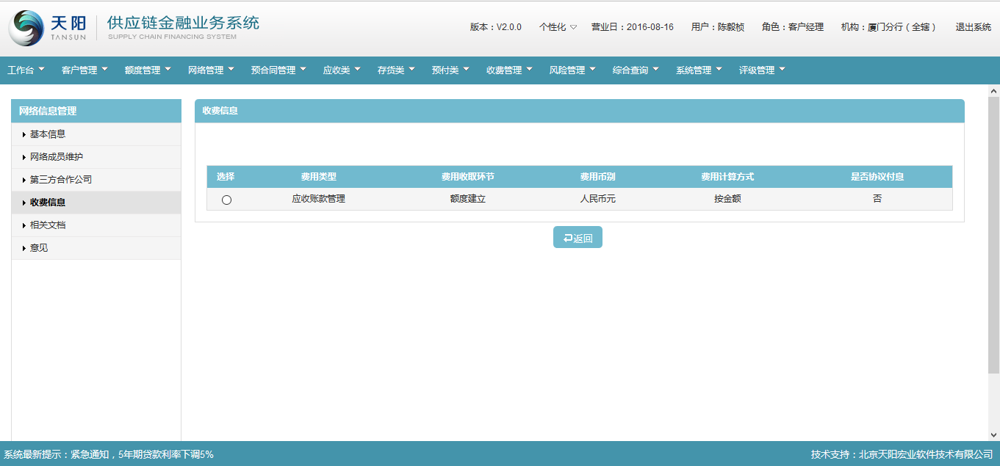 天阳
TANSUN
供应链金融业务系统
SUPPLY CHAIN FINANCING SYSTEM
版本：V2.0.0 个性化 营业日：2016-08-16 用户：陈毅桢 角色：客户经理 机构：厦门分行（全辖） 退出系统
工作台 客户管理 额度管理 网络管理 预合同管理 应收类 存货类 预付类 收费管理 风险管理 综合查询 系统管理 评级管理
网络信息管理
基本信息
网络成员维护
第三方合作公司
收费信息
相关文档
意见
收费信息
选择 费用类型 费用收取环节 费用币别 费用计算方式 是否协议付息
应收账款管理 额度建立 人民币元 按金额 否
返回
系统最新提示：紧急通知，5年期贷款利率下调5%
技术支持：北京天阳宏业软件技术有限公司